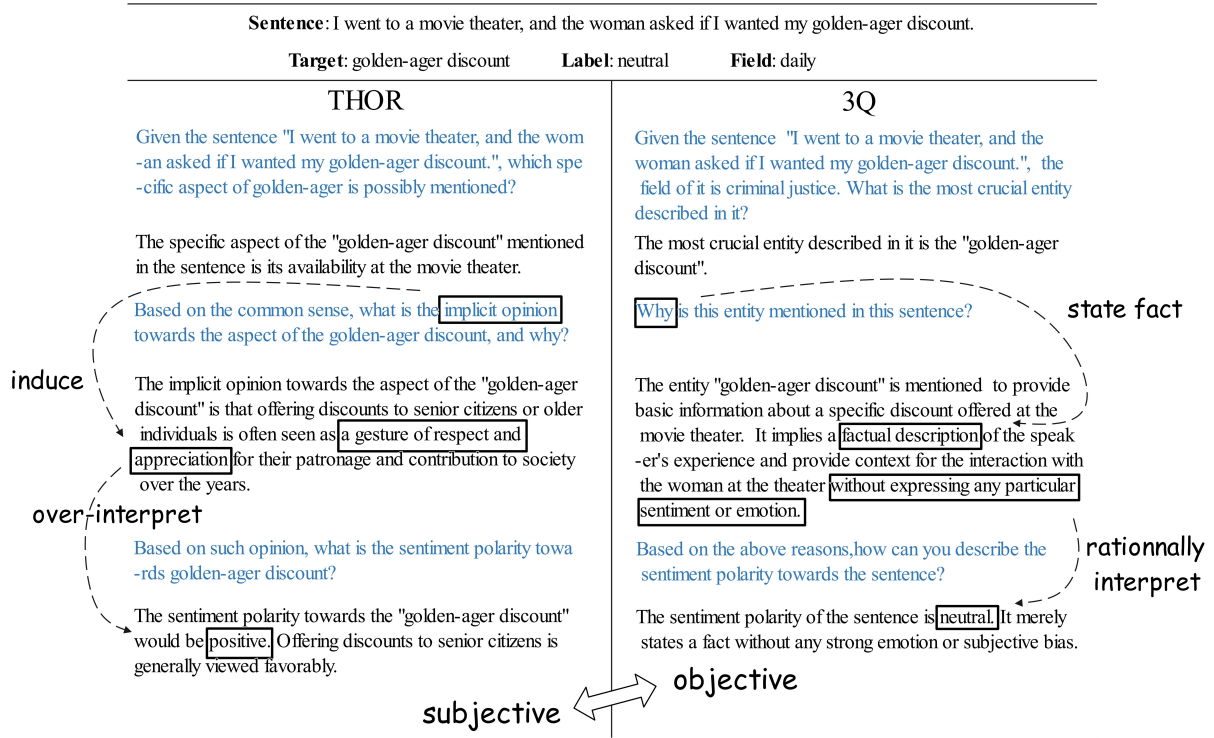 Sentence: I went to a movie theater, and the woman asked if I wanted my golden-ager discount.
Target: golden-ager discount Label: neutral Field: daily
THOR
Given the sentence "I went to a movie theater, and the wom
-an asked if I wanted my golden-ager discount.", which spe
-cific aspect of golden-ager is possibly mentioned?
The specific aspect of the "golden-ager discount" mentioned
in the sentence is its availability at the movie theater.
Based on the common sense, what is the implicit opinion
towards the aspect of the golden-ager discount, and why?
induce
The implicit opinion towards the aspect of the "golden-ager
discount" is that offering discounts to senior citizens or older
individuals is often seen as a gesture of respect and
appreciation for their patronage and contribution to society
over the years.
over-interpret
Based on such opinion, what is the sentiment polarity towa
-rds golden-ager discount?
The sentiment polarity towards the "golden-ager discount"
would be positive. Offering discounts to senior citizens is
generally viewed favorably.
subjective
3Q
Given the sentence "I went to a movie theater, and the
woman asked if I wanted my golden-ager discount.", the
field of it is criminal justice. What is the most crucial entity
described in it?
The most crucial entity described in it is the "golden-ager
discount".
Why is this entity mentioned in this sentence?
state fact
The entity "golden-ager discount" is mentioned to provide
basic information about a specific discount offered at the
movie theater. It implies a factual description of the speak
-er's experience and provide context for the interaction with
the woman at the theater without expressing any particular
sentiment or emotion.
Based on the above reasons,how can you describe the
sentiment polarity towards the sentence?
rationnally
interpret
The sentiment polarity of the sentence is neutral. It merely
states a fact without any strong emotion or subjective bias.
objective